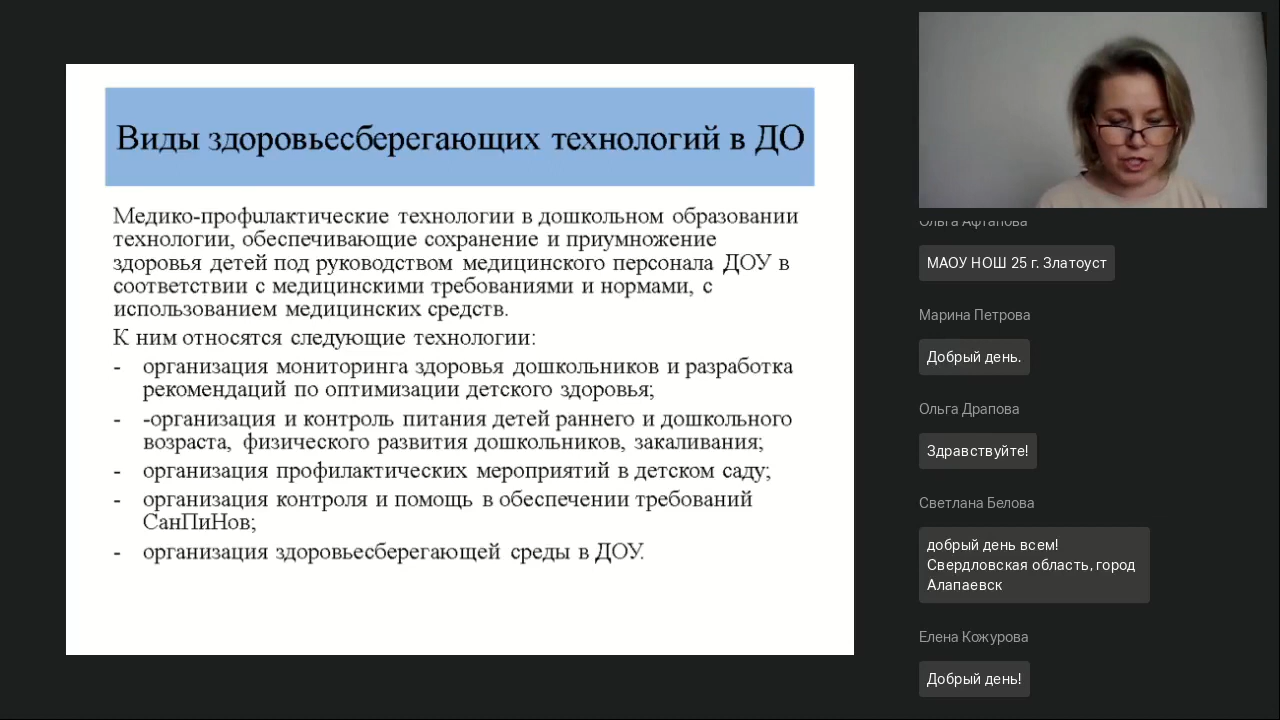 Виды здоровьесберегающих технологий в ДО
Медико-профилактические технологии в дошкольном образовании
технологии, обеспечивающие сохранение и приумножение
здоровья детей под руководством медицинского персонала ДОУ в
соответствии с медицинскими требованиями и нормами, с
использованием медицинских средств.
К ним относятся следующие технологии:
- организация мониторинга здоровья дошкольников и разработка
рекомендаций по оптимизации детского здоровья;
- -организация и контроль питания детей раннего и дошкольного
возраста, физического развития дошкольников, закаливания;
- организация профилактических мероприятий в детском саду;
- организация контроля и помощь в обеспечении требований
СанПиНов;
- организация здоровьесберегающей среды в ДОУ.
Ольга Афтапова
МАОУ НОШ 25 г. Златоуст
Марина Петрова
Добрый день.
Ольга Драпова
Здравствуйте!
Светлана Белова
добрый день всем!
Свердловская область, город
Алапаевск
Елена Кожурова
Добрый день!